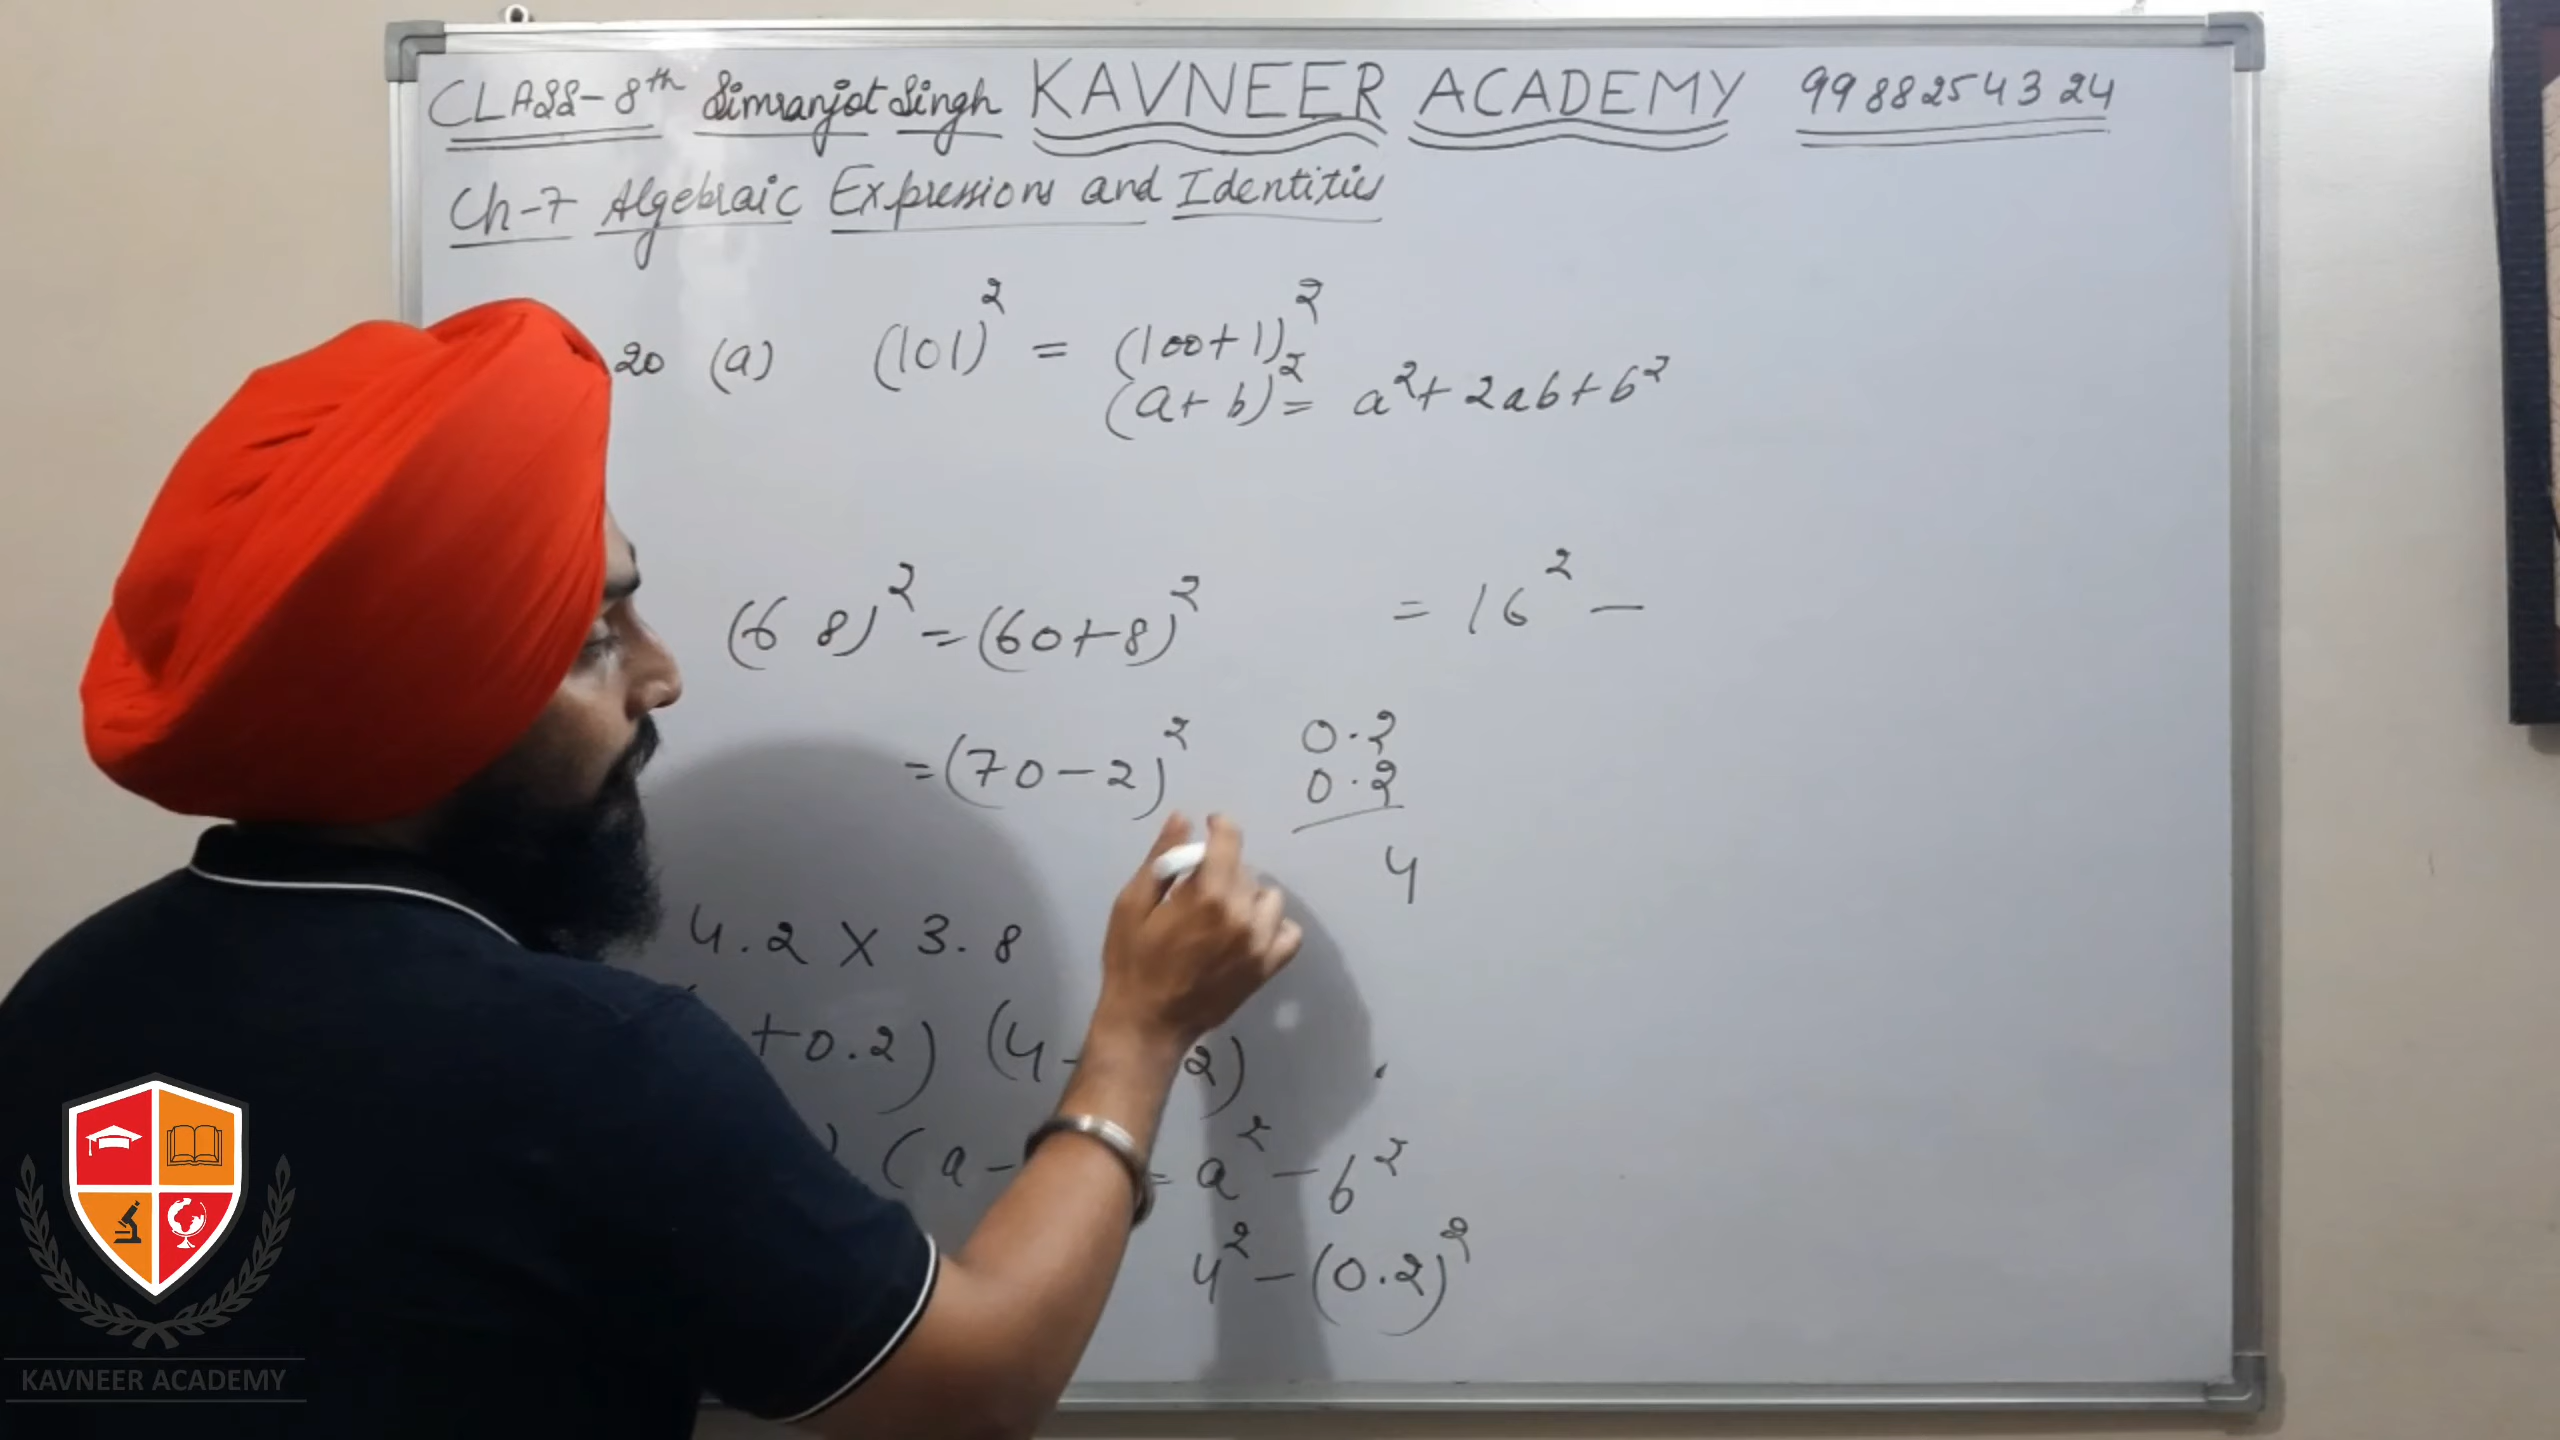 CLASS-8th Simranjot Singh KAVNEER ACADEMY 9988254324
Ch-7 Algebraic Expressions and Identities
20 (a) (101)² = (100+1)²
(a+b)² = a²+2ab+b²
(68)² = (60+8)²
= 16² –
= (70-2)²
0.2
0.2
4
4.2 x 3.8
+0.2) (4- 2)
) (a- = a²-b²
4²-(0.2)²
KAVNEER ACADEMY